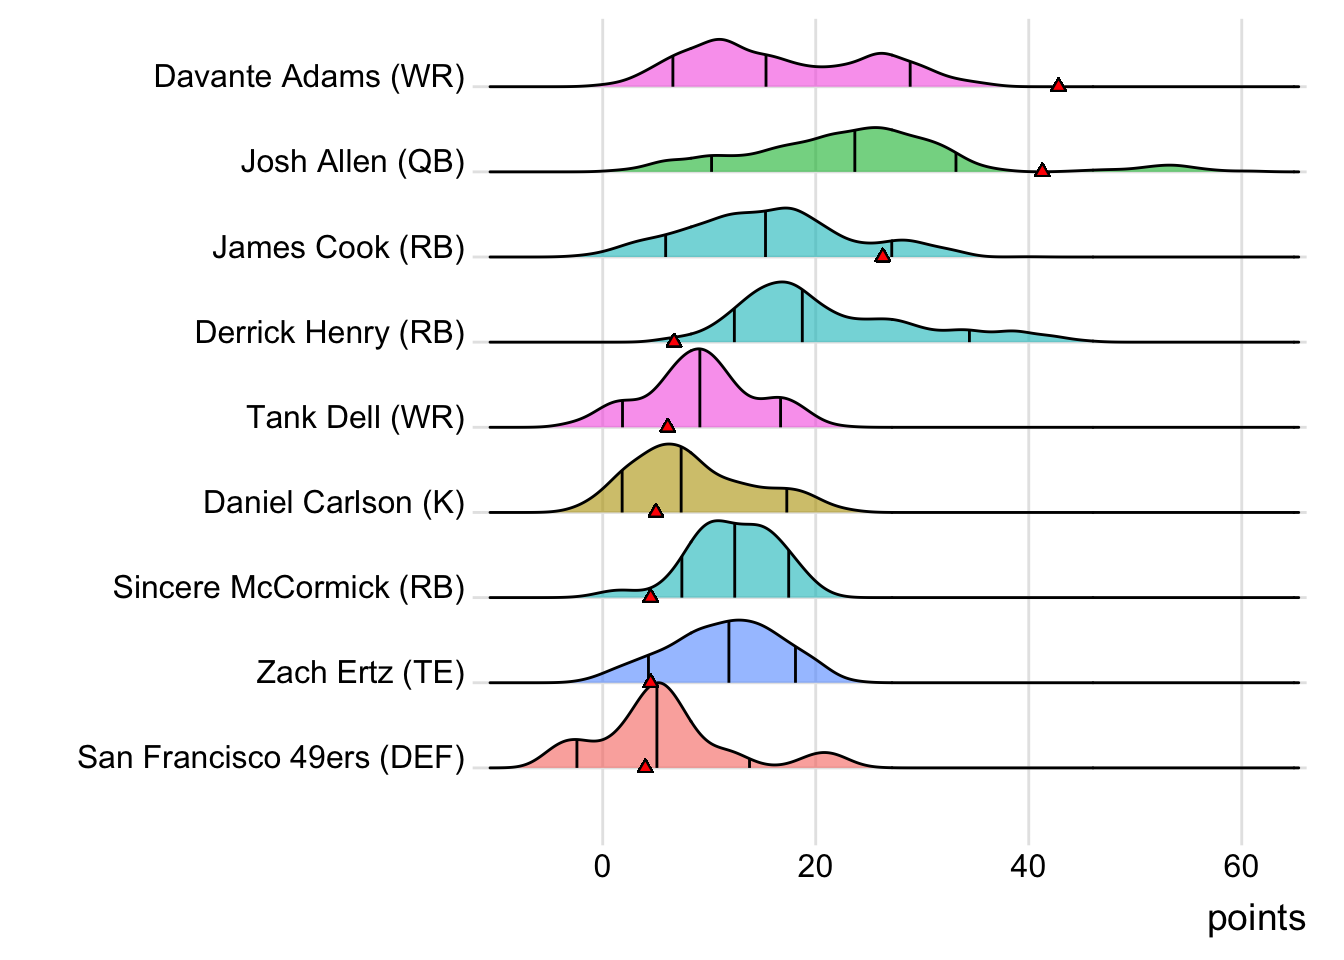 Davante Adams (WR)
Josh Allen (QB)
James Cook (RB)
Derrick Henry (RB)
Tank Dell (WR)
Daniel Carlson (K)
Sincere McCormick (RB)
Zach Ertz (TE)
San Francisco 49ers (DEF)
0 20 40 60
points